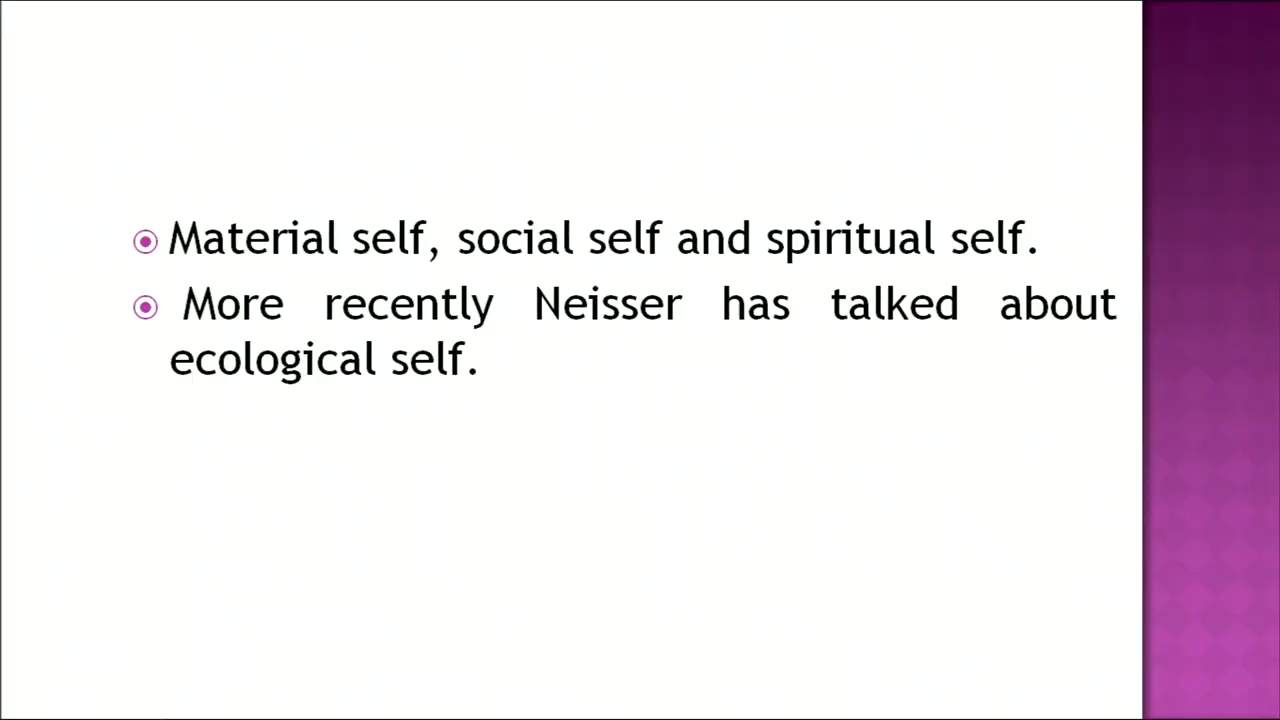 Material self, social self and spiritual self.
More recently Neisser has talked about
ecological self.